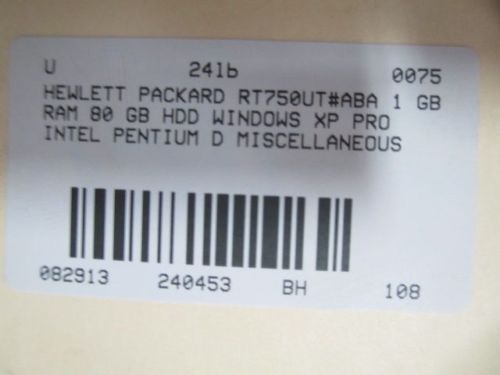 U 24lb 0075
HEWLETT PACKARD RT750UT#ABA 1 GB
RAM 80 GB HDD WINDOWS XP PRO
INTEL PENTIUM D MISCELLANEOUS
082913 240453 BH 108